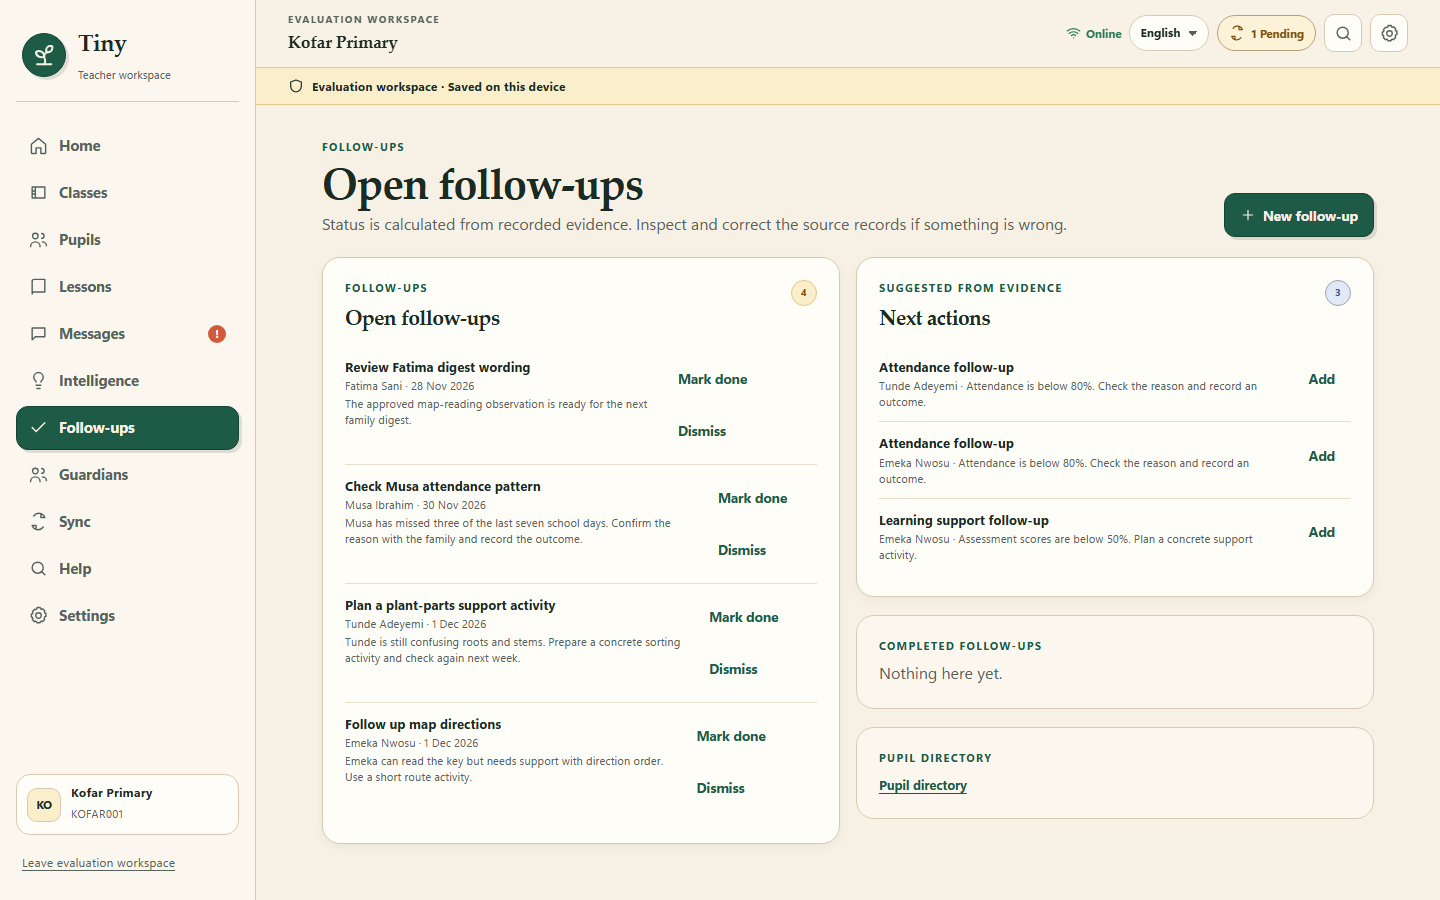 Tiny
Teacher workspace
Home
Classes
Pupils
Lessons
Messages
!
Intelligence
Follow-ups
Guardians
Sync
Help
Settings
KO
Kofar Primary
KOFAR001
Leave evaluation workspace
EVALUATION WORKSPACE
Kofar Primary
Online
English
1 Pending
Evaluation workspace · Saved on this device
FOLLOW-UPS
Open follow-ups
Status is calculated from recorded evidence. Inspect and correct the source records if something is wrong.
New follow-up
FOLLOW-UPS
4
Open follow-ups
Review Fatima digest wording
Fatima Sani · 28 Nov 2026
The approved map-reading observation is ready for the next
family digest.
Mark done
Dismiss
Check Musa attendance pattern
Musa Ibrahim · 30 Nov 2026
Musa has missed three of the last seven school days. Confirm the
reason with the family and record the outcome.
Mark done
Dismiss
Plan a plant-parts support activity
Tunde Adeyemi · 1 Dec 2026
Tunde is still confusing roots and stems. Prepare a concrete sorting
activity and check again next week.
Mark done
Dismiss
Follow up map directions
Emeka Nwosu · 1 Dec 2026
Emeka can read the key but needs support with direction order.
Use a short route activity.
Mark done
Dismiss
SUGGESTED FROM EVIDENCE
3
Next actions
Attendance follow-up
Tunde Adeyemi · Attendance is below 80%. Check the reason and record an
outcome.
Add
Attendance follow-up
Emeka Nwosu · Attendance is below 80%. Check the reason and record an
outcome.
Add
Learning support follow-up
Emeka Nwosu · Assessment scores are below 50%. Plan a concrete support
activity.
Add
COMPLETED FOLLOW-UPS
Nothing here yet.
PUPIL DIRECTORY
Pupil directory